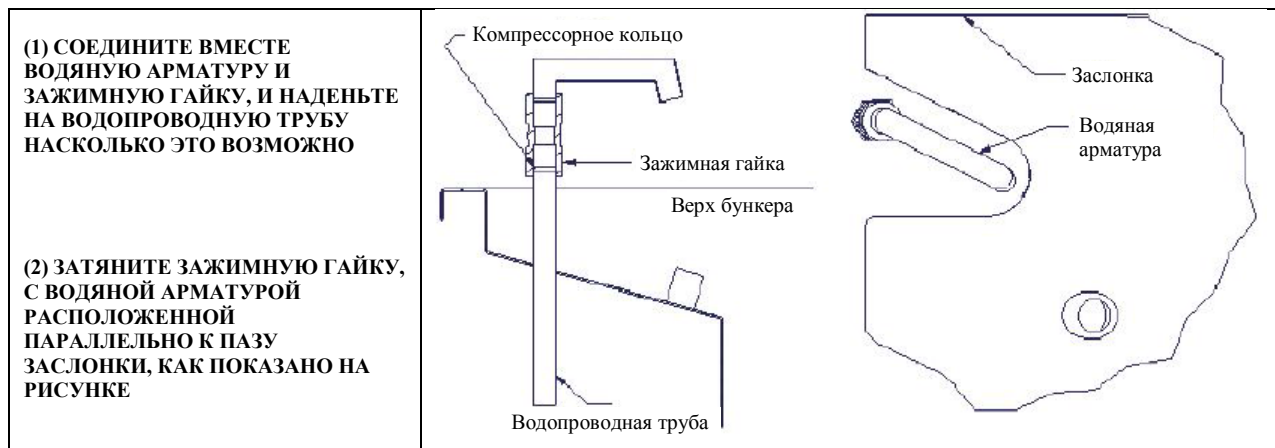 (1) СОЕДИНИТЕ ВМЕСТЕ
ВОДЯНУЮ АРМАТУРУ И
ЗАЖИМНУЮ ГАЙКУ, И НАДЕНЬТЕ
НА ВОДОПРОВОДНУЮ ТРУБУ
НАСКОЛЬКО ЭТО ВОЗМОЖНО
(2) ЗАТЯНИТЕ ЗАЖИМНУЮ ГАЙКУ,
С ВОДЯНОЙ АРМАТУРОЙ
РАСПОЛОЖЕННОЙ
ПАРАЛЛЕЛЬНО К ПАЗУ
ЗАСЛОНКИ, КАК ПОКАЗАНО НА
РИСУНКЕ
Компрессорное кольцо
Зажимная гайка
Верх бункера
Водопроводная труба
Заслонка
Водяная
арматура